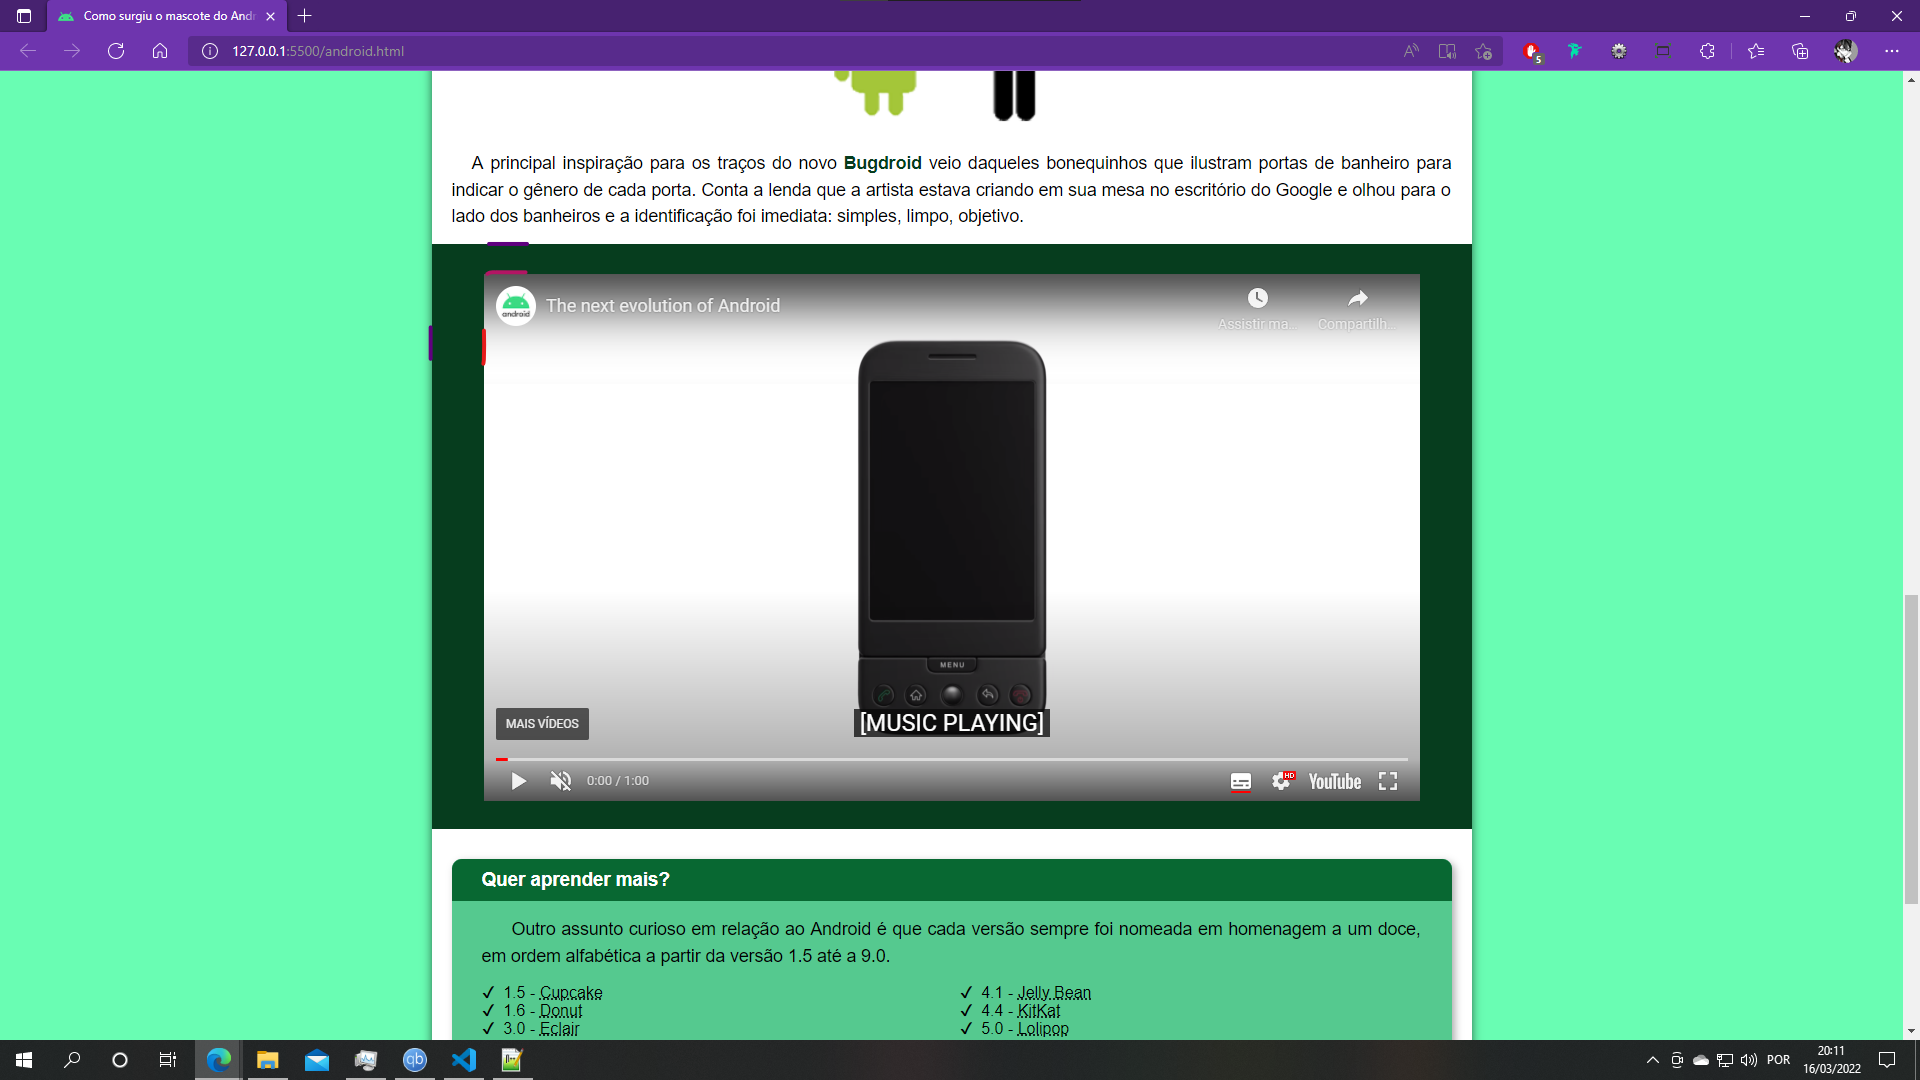 Como surgiu o mascote do Andr
127.0.0.1:5500/android.html
5
A principal inspiração para os traços do novo Bugdroid veio daqueles bonequinhos que ilustram portas de banheiro para
indicar o gênero de cada porta. Conta a lenda que a artista estava criando em sua mesa no escritório do Google e olhou para o
lado dos banheiros e a identificação foi imediata: simples, limpo, objetivo.
android
The next evolution of Android
Assistir ma...
Compartilh...
MENU
[MUSIC PLAYING]
MAIS VÍDEOS
0:00 / 1:00
HD
YouTube
Quer aprender mais?
Outro assunto curioso em relação ao Android é que cada versão sempre foi nomeada em homenagem a um doce,
em ordem alfabética a partir da versão 1.5 até a 9.0.
✓ 1.5 - Cupcake
✓ 1.6 - Donut
✓ 3.0 - Eclair
✓ 4.1 - Jelly Bean
✓ 4.4 - KitKat
✓ 5.0 - Lolipop
qb
POR
20:11
16/03/2022